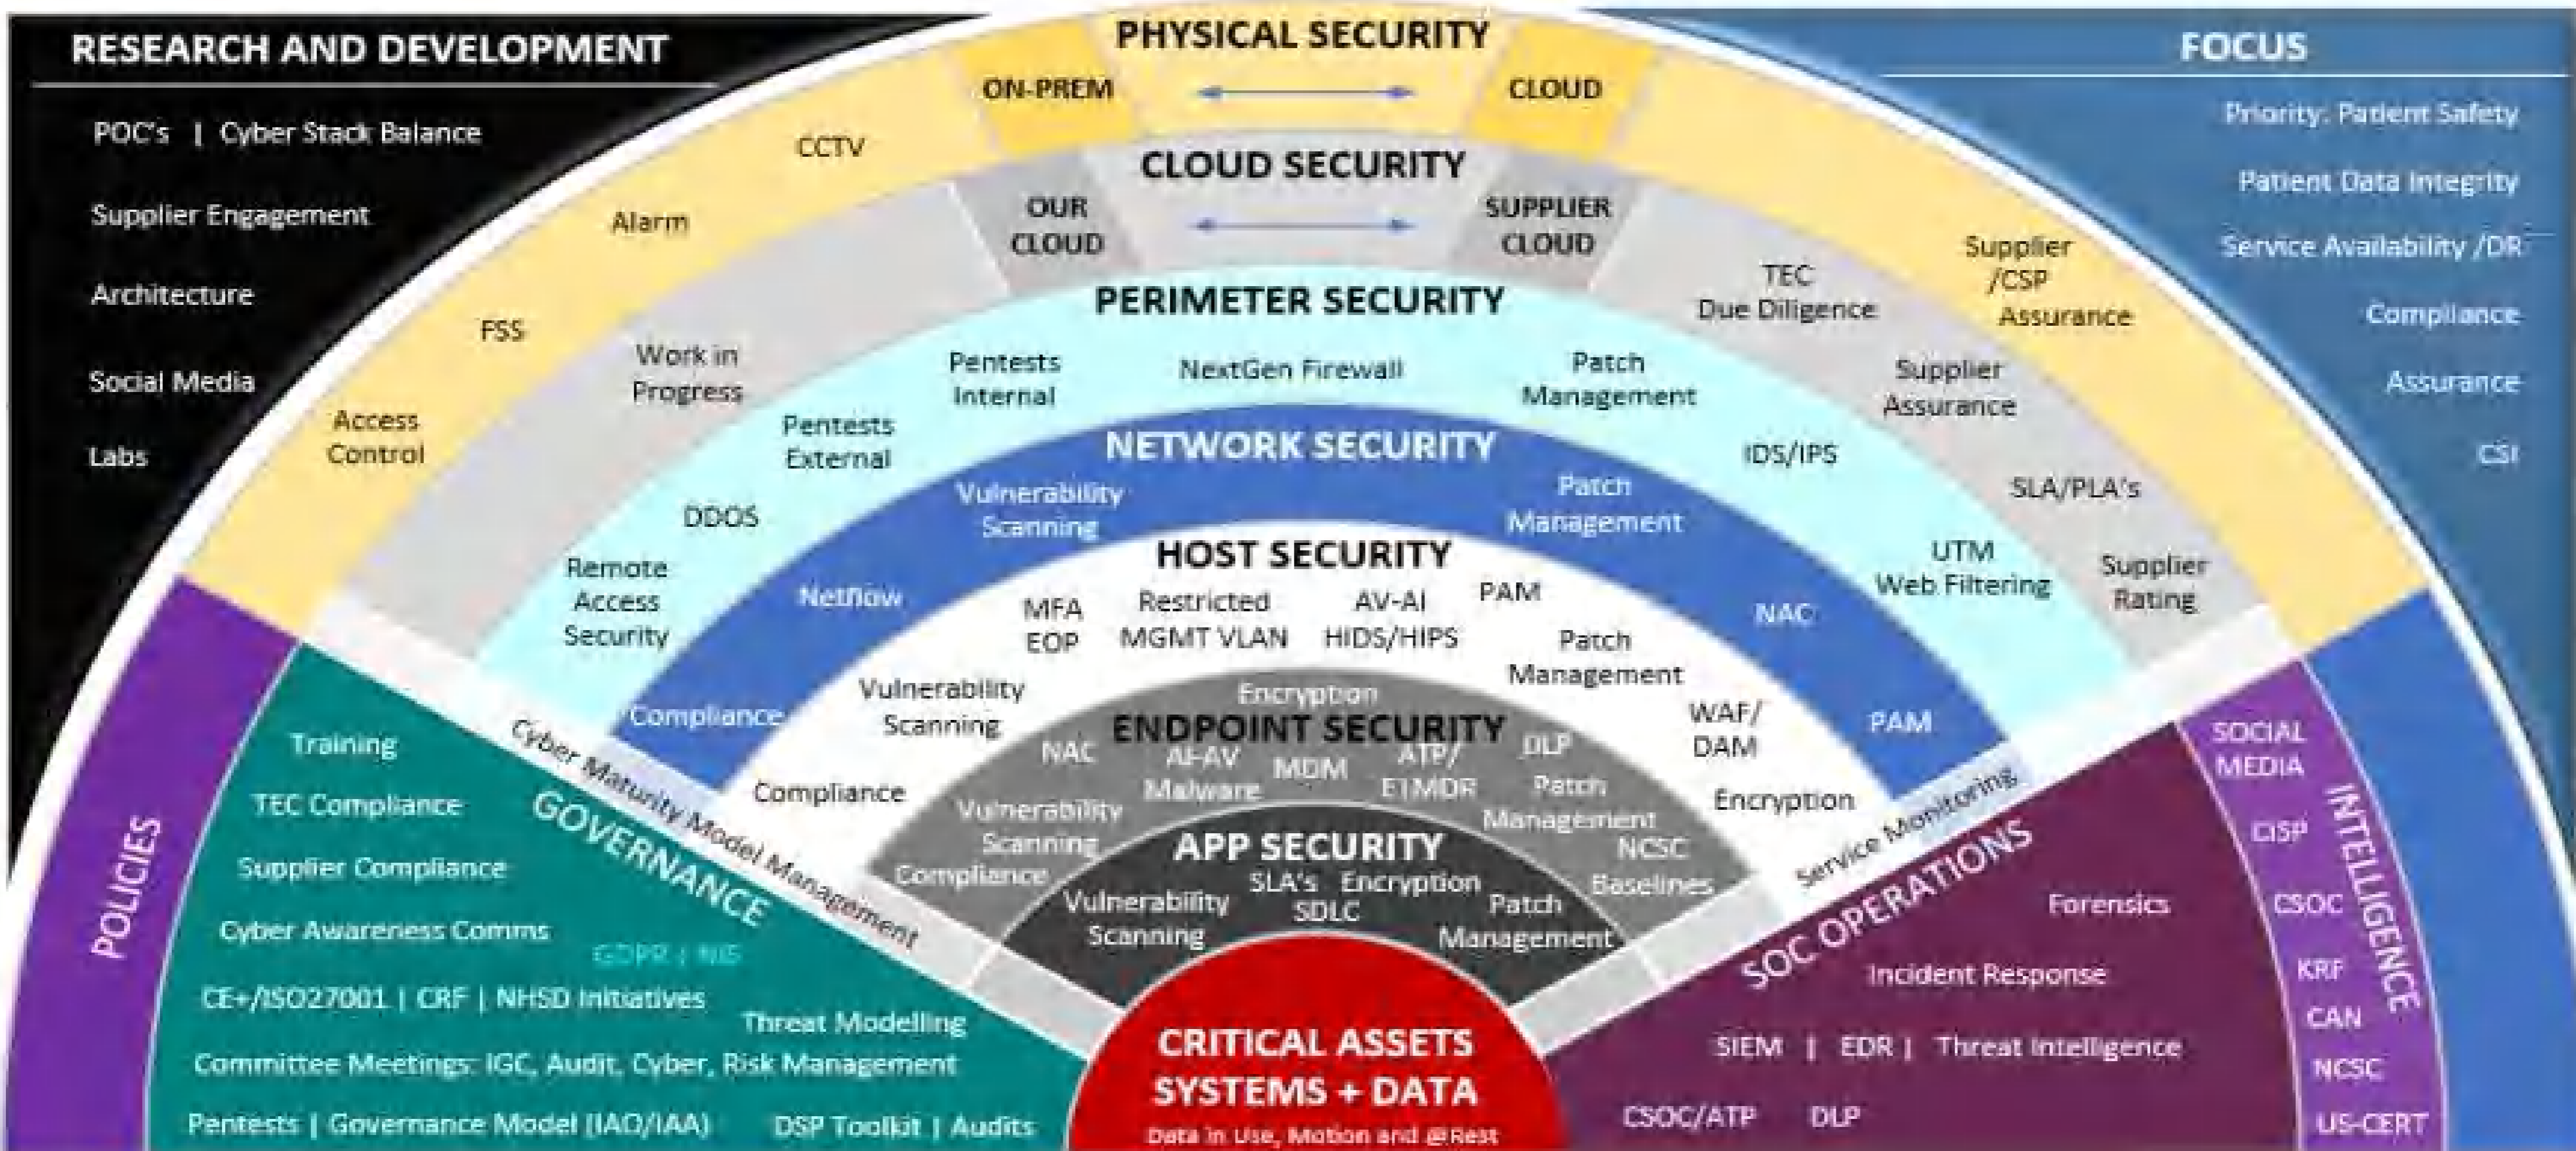 RESEARCH AND DEVELOPMENT
POC's | Cyber Stack Balance
Supplier Engagement
Architecture
Social Media
Labs
FOCUS
Priority: Patient Safety
Patient Data Integrity
Service Availability /DR
Compliance
Assurance
CSI
PHYSICAL SECURITY
ON-PREM
CLOUD
CCTV
Alarm
FSS
Access
Control
Supplier
/CSP
Assurance
CLOUD SECURITY
OUR
CLOUD
SUPPLIER
CLOUD
Work in
Progress
TEC
Due Diligence
Supplier
Assurance
SLA/PLA's
Supplier
Rating
PERIMETER SECURITY
Pentests
Internal
NextGen Firewall
Patch
Management
Pentests
External
IDS/IPS
DDOS
Remote
Access
Security
UTM
Web Filtering
NETWORK SECURITY
Vulnerability
Scanning
Patch
Management
Netflow
NAC
Compliance
PAM
HOST SECURITY
MFA
EOP
Restricted
MGMT VLAN
AV-AI
HIDS/HIPS
PAM
Patch
Management
Vulnerability
Scanning
WAF/
DAM
Compliance
Encryption
Encryption
ENDPOINT SECURITY
NAC
AI-AV
Malware
MDM
ATP/
DLP
Patch
Management
Vulnerability
Scanning
NCSC
Baselines
Compliance
APP SECURITY
SLA's Encryption
SDLC
Vulnerability
Scanning
Patch
Management
CRITICAL ASSETS
SYSTEMS + DATA
Data in Use, Motion and @Rest
Cyber Maturity Model Management
Service Monitoring
POLICIES
GOVERNANCE
Training
TEC Compliance
Supplier Compliance
Cyber Awareness Comms
GDPR | NIS
CE+/ISO27001 | CRF | NHSD Initiatives
Threat Modelling
Committee Meetings: IGC, Audit, Cyber, Risk Management
Pentests | Governance Model (IAO/IAA)
DSP Toolkit | Audits
SOC OPERATIONS
Forensics
Incident Response
SIEM | EDR | Threat Intelligence
CSOC/ATP
DLP
INTELLIGENCE
SOCIAL
MEDIA
CISP
CSOC
KRF
CAN
NCSC
US-CERT